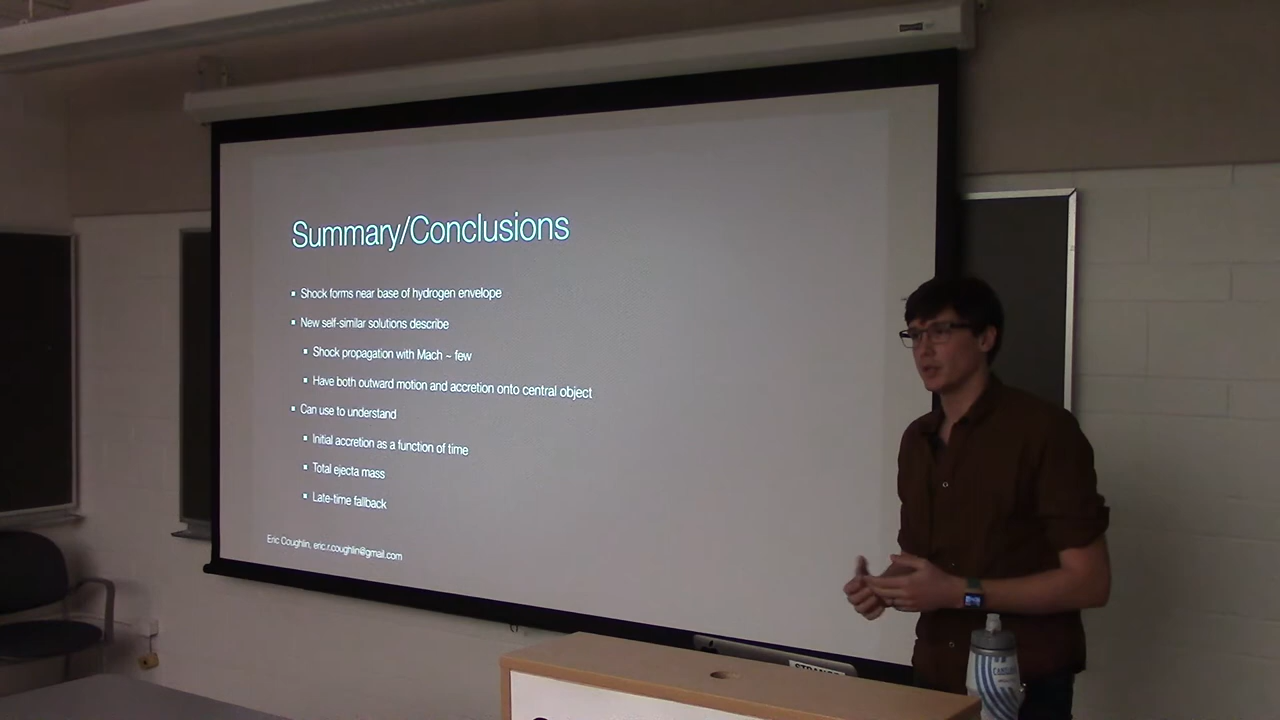 Summary/Conclusions
Shock forms near base of hydrogen envelope
New self-similar solutions describe
Shock propagation with Mach ~ few
Have both outward motion and accretion onto central object
Can use to understand
Initial accretion as a function of time
Total ejecta mass
Late-time fallback
Eric Coughlin, eric.r.coughlin@gmail.com